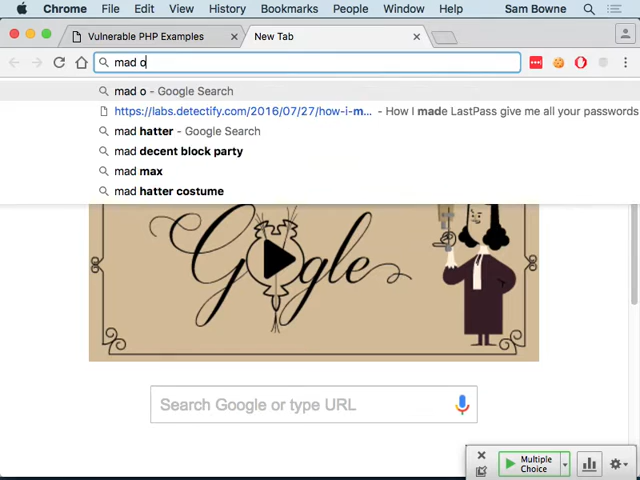 Chrome File Edit View History Bookmarks People Window Help Sam Bowne
Vulnerable PHP Examples New Tab
mad o
mad o - Google Search
https://labs.detectify.com/2016/07/27/how-i-m... - How I made LastPass give me all your passwords
mad hatter - Google Search
mad decent block party
mad max
mad hatter costume
Google
Search Google or type URL
Multiple
Choice